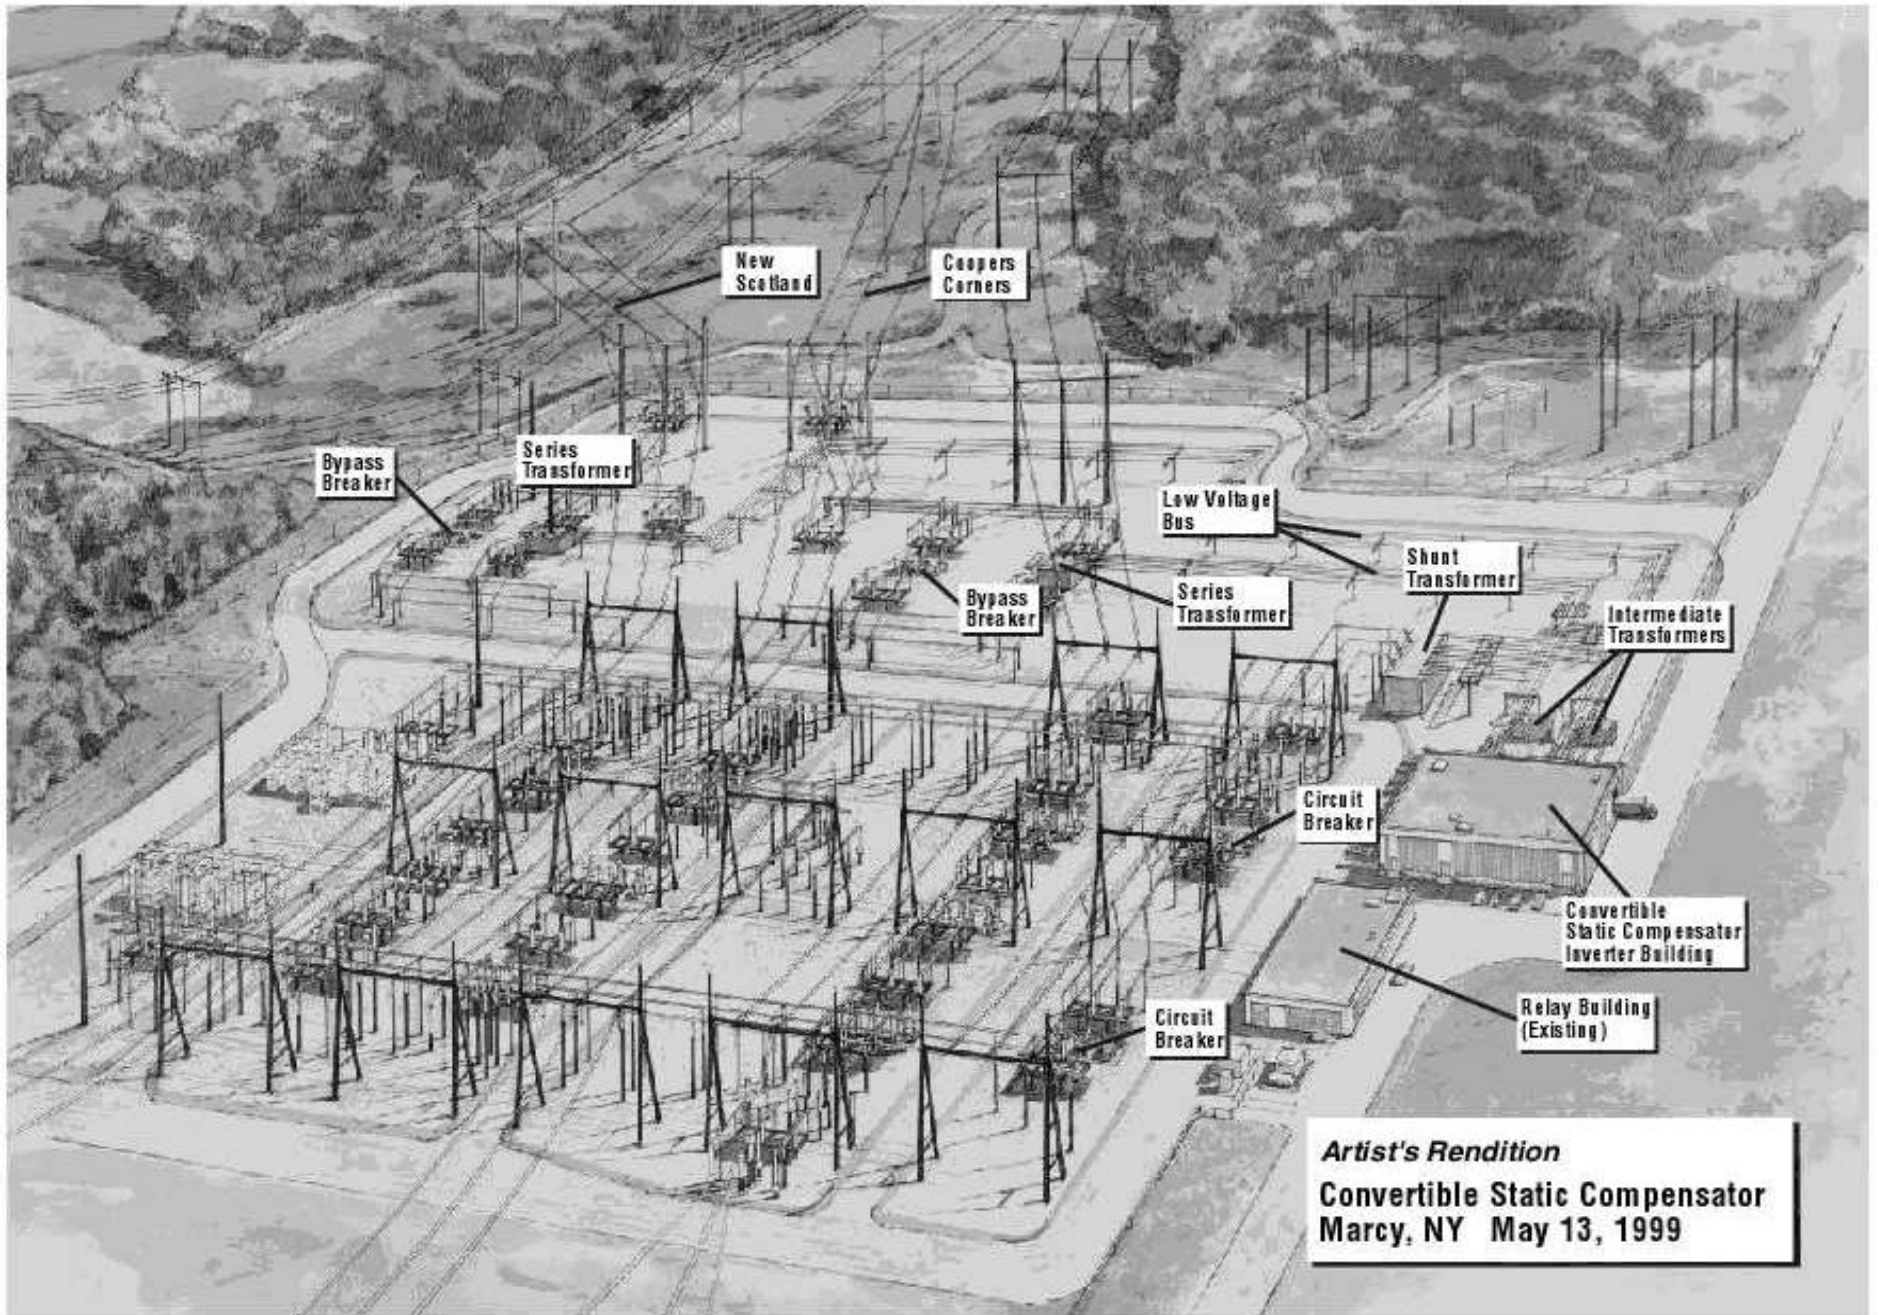 New
Scotland
Coopers
Corners
Bypass
Breaker
Series
Transformer
Low Voltage
Bus
Shunt
Transformer
Bypass
Breaker
Series
Transformer
Intermediate
Transformers
Circuit
Breaker
Convertible
Static Compensator
Inverter Building
Relay Building
(Existing)
Circuit
Breaker
Artist's Rendition
Convertible Static Compensator
Marcy, NY May 13, 1999